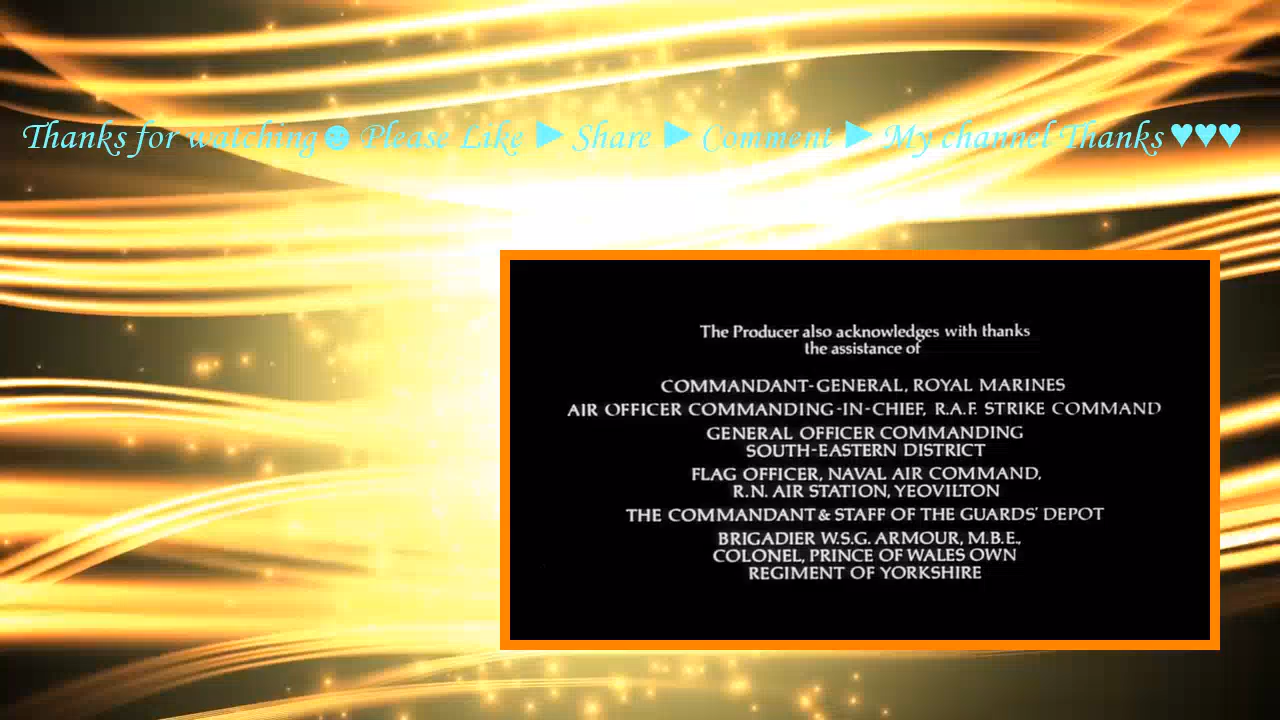 Thanks for watching☻ Please Like ► Share ► Comment ► My channel Thanks ♥♥♥
The Producer also acknowledges with thanks
the assistance of
COMMANDANT-GENERAL, ROYAL MARINES
AIR OFFICER COMMANDING-IN-CHIEF, R.A.F. STRIKE COMMAND
GENERAL OFFICER COMMANDING
SOUTH-EASTERN DISTRICT
FLAG OFFICER, NAVAL AIR COMMAND,
R.N. AIR STATION, YEOVILTON
THE COMMANDANT & STAFF OF THE GUARDS' DEPOT
BRIGADIER W.S.G. ARMOUR, M.B.E.,
COLONEL, PRINCE OF WALES OWN
REGIMENT OF YORKSHIRE